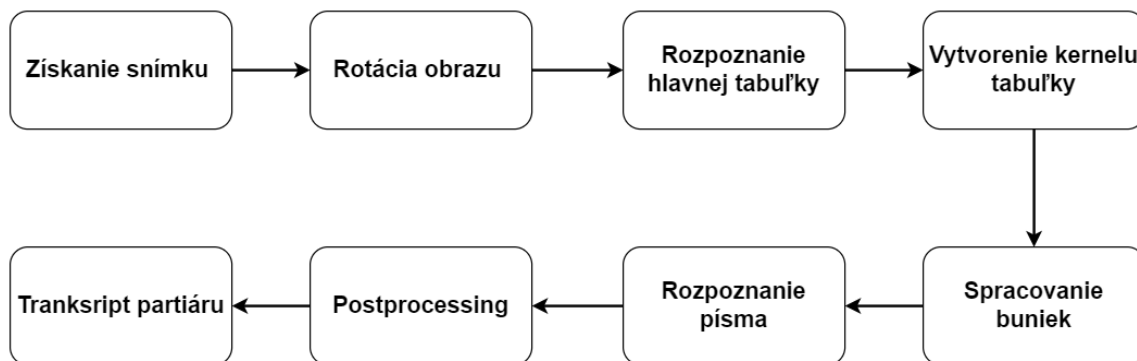 Získanie snímku
Rotácia obrazu
Rozpoznanie
hlavnej tabuľky
Vytvorenie kernelu
tabuľky
Spracovanie
buniek
Rozpoznanie
písma
Postprocessing
Tranksript partiáru